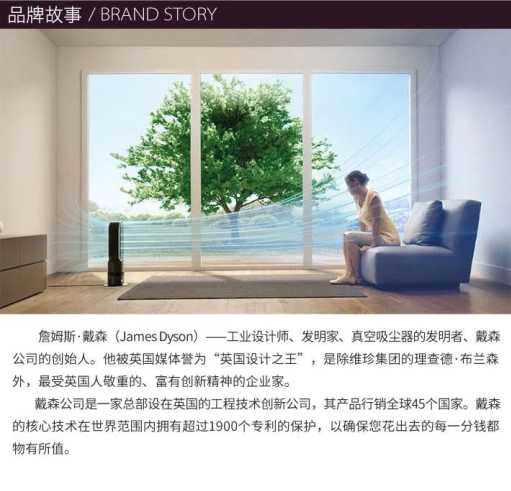 品牌故事 / BRAND STORY
詹姆斯·戴森（James Dyson）——工业设计师、发明家、真空吸尘器的发明者、戴森
公司的创始人。他被英国媒体誉为“英国设计之王”，是除维珍集团的理查德·布兰森
外，最受英国人敬重的、富有创新精神的企业家。
戴森公司是一家总部设在英国的工程技术创新公司，其产品行销全球45个国家。戴森
的核心技术在世界范围内拥有超过1900个专利的保护，以确保您花出去的每一分钱都
物有所值。